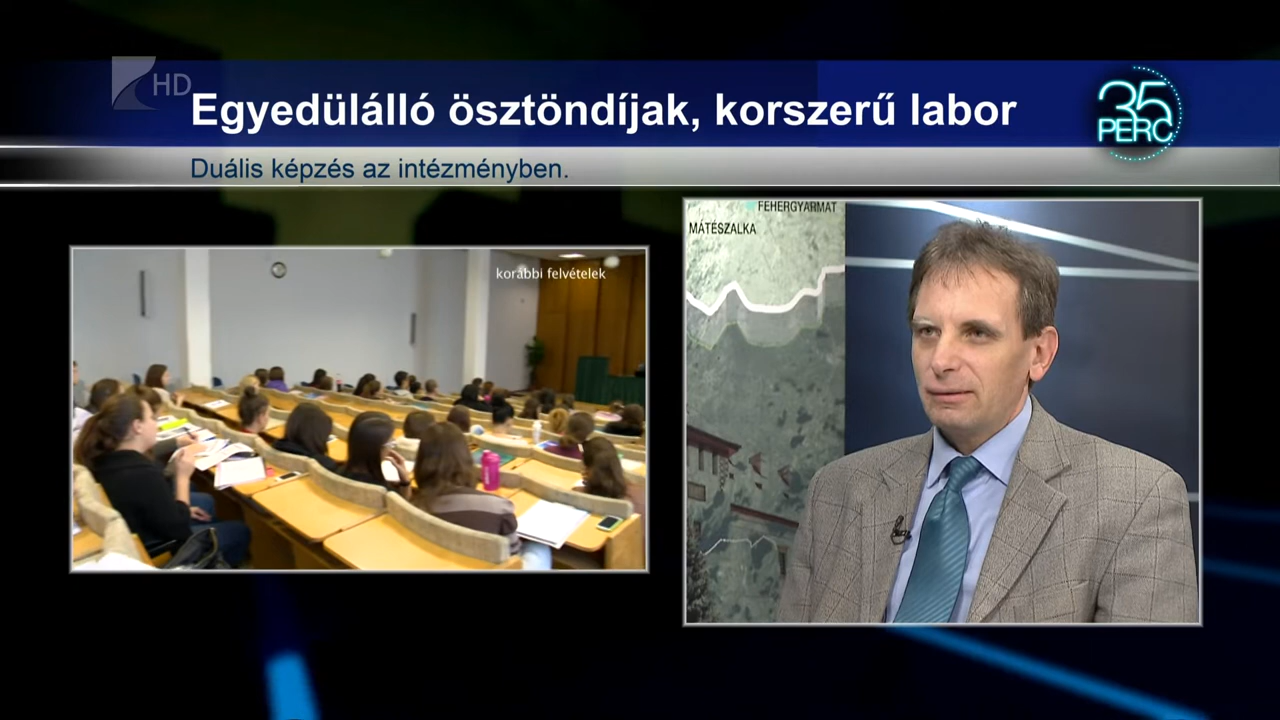 HD
Egyedülálló ösztöndíjak, korszerű labor
35
PERC
Duális képzés az intézményben.
korábbi felvételek
FEHERGYARMAT
MÁTÉSZALKA